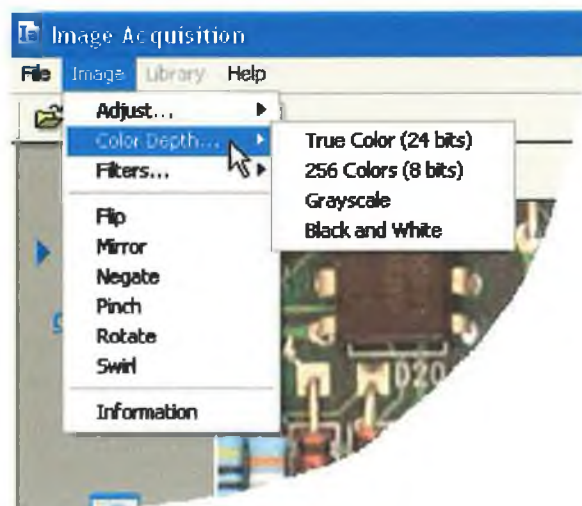 Image Acquisition
File Image Library Help
Adjust...
Color Depth...
Filters...
Flip
Mirror
Negate
Pinch
Rotate
Swirl
Information
True Color (24 bits)
256 Colors (8 bits)
Grayscale
Black and White
D20